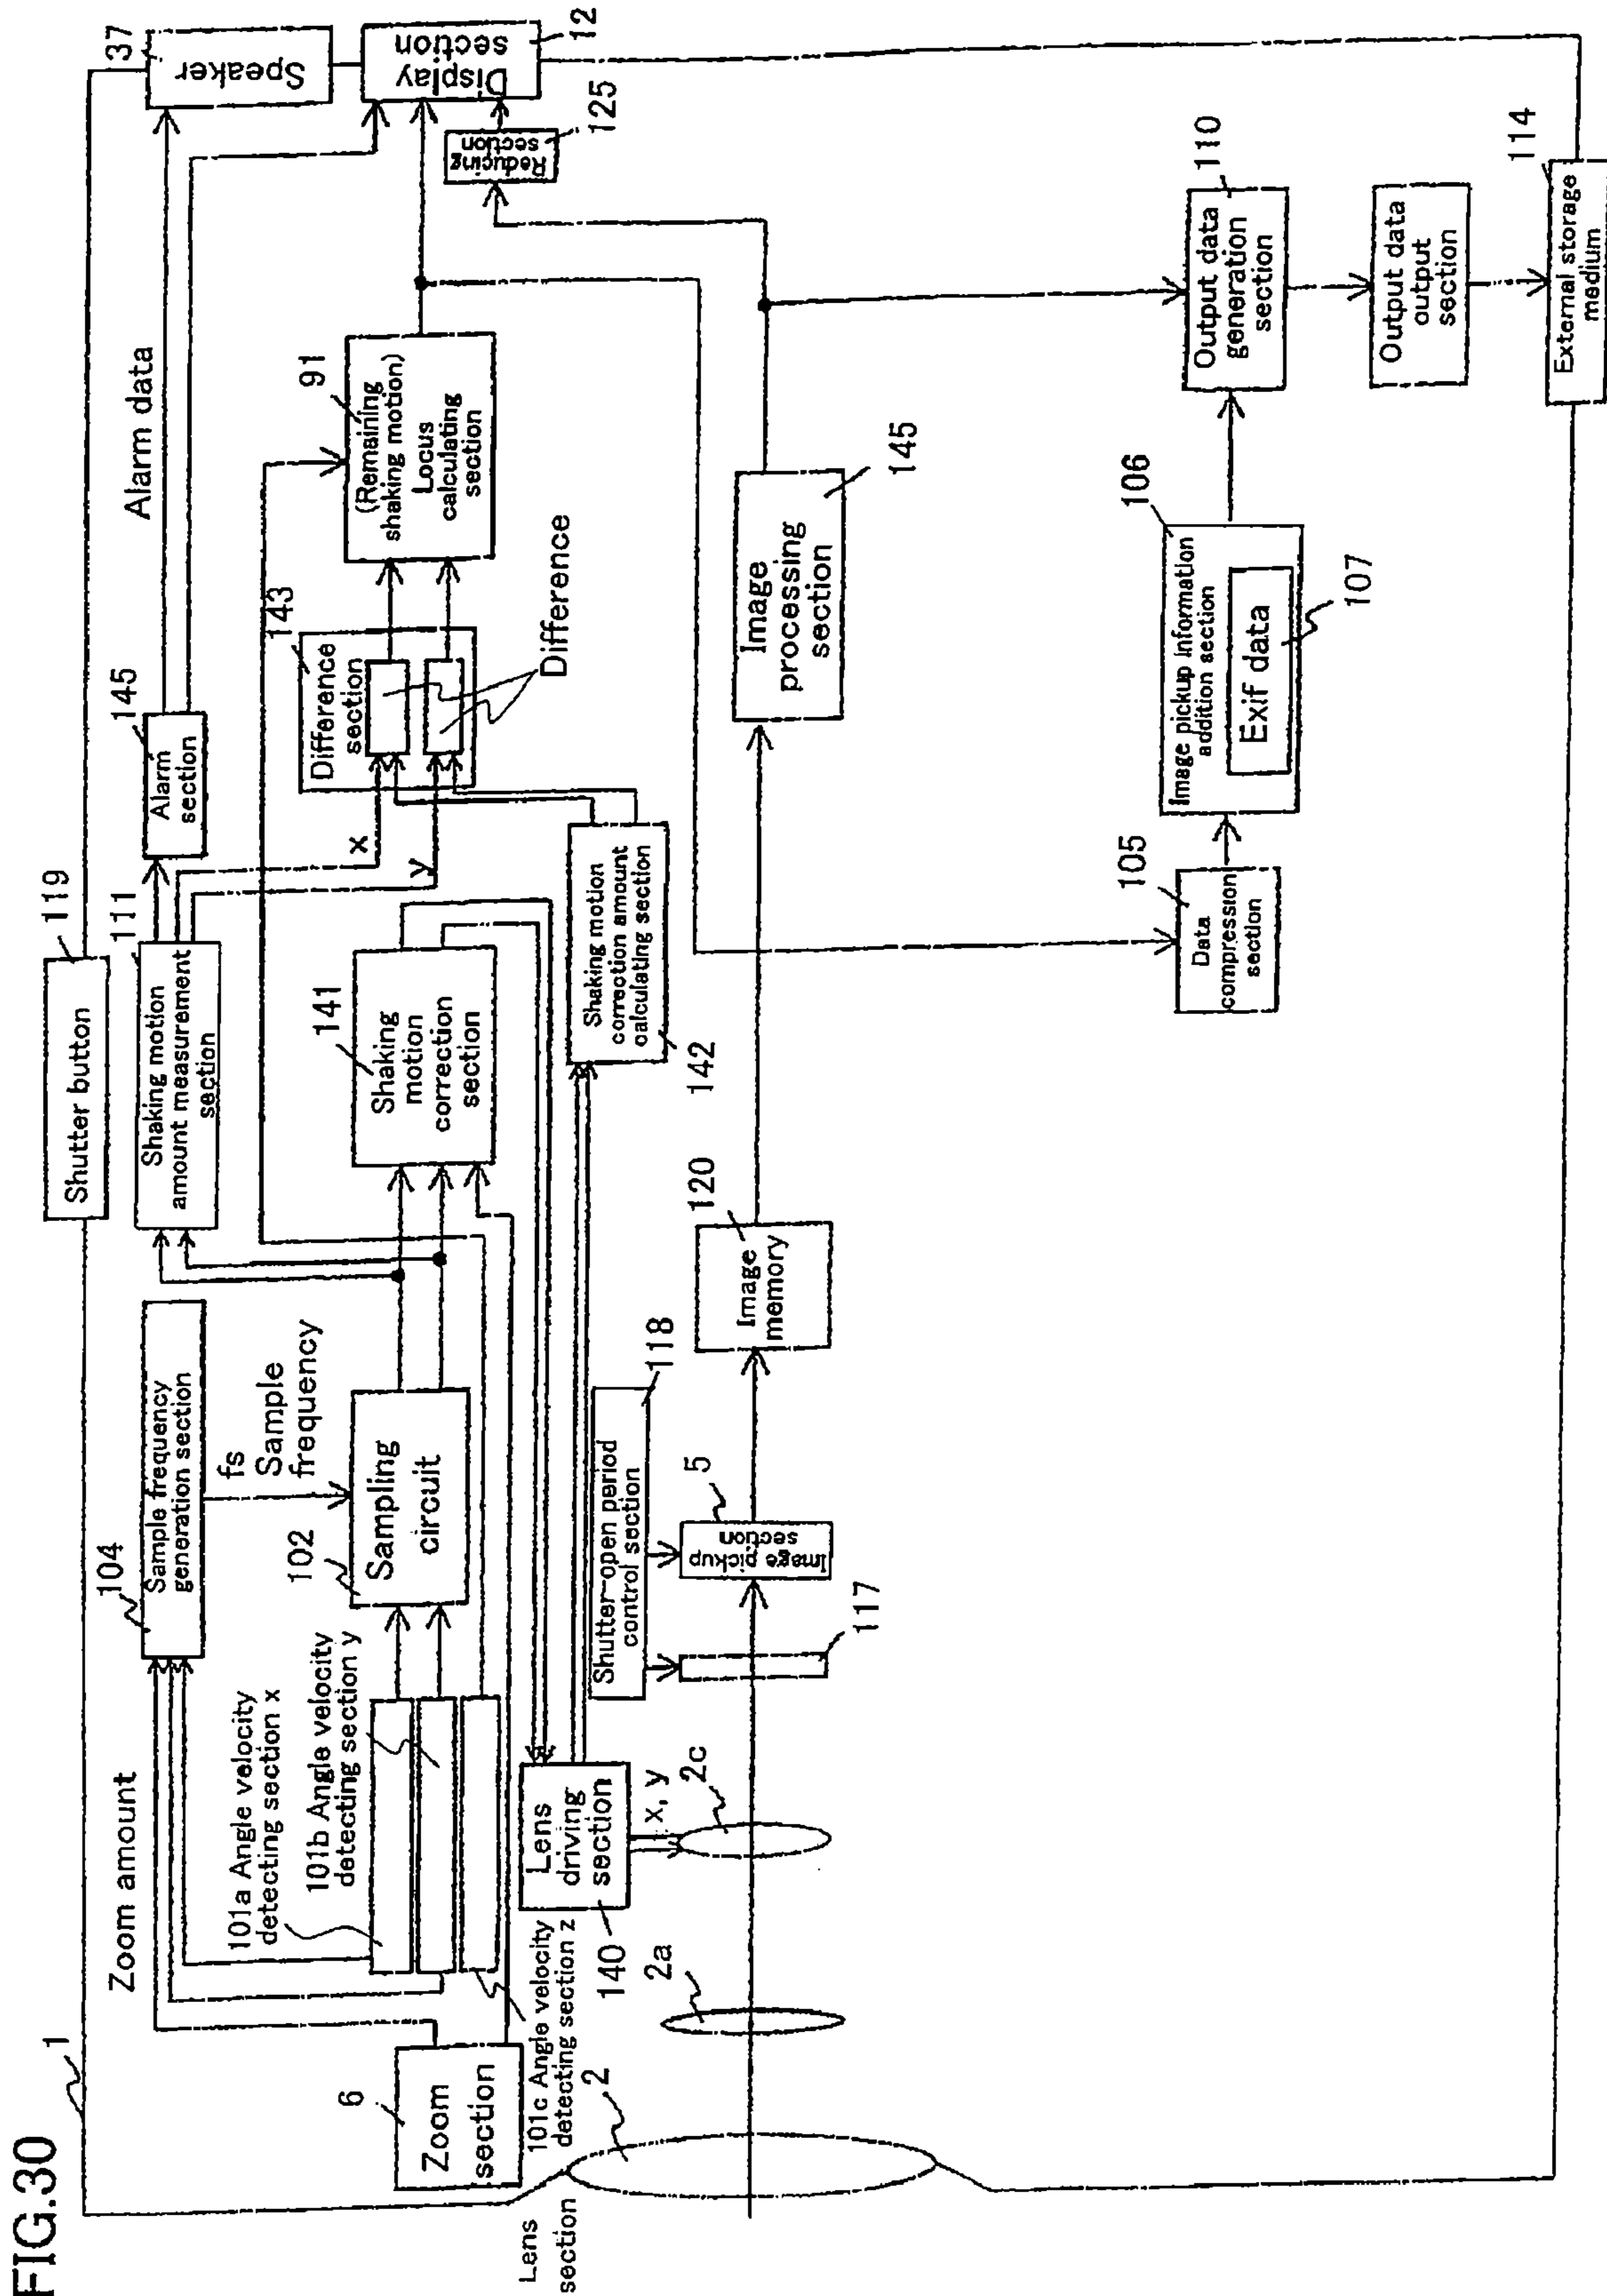 FIG.30
1
Shutter button
119
37
Speaker
Zoom amount
104
Sample frequency
generation section
Shaking motion
amount measurement
section
111
Alarm
section
145
Alarm data
Display
section
12
fs
Sample
frequency
101a Angle velocity
detecting section x
101b Angle velocity
detecting section y
102
Sampling
circuit
141
Shaking
motion
correction
section
x
y
Difference
section
143
Difference
(Remaining
shaking motion)
Locus
calculating
section
91
Reducing
section
125
6
Zoom
section
101c Angle velocity
detecting section z
Lens
driving
section
140
x, y
Shaking motion
correction amount
calculating section
142
Shutter-open period
control section
118
Lens
section
2
2a
2c
117
Image pickup
section
5
Image
memory
120
Image
processing
section
145
Data
compression
section
105
Image pickup information
addition section
106
Exif data
107
Output data
generation
section
110
Output data
output
section
External storage
medium
114